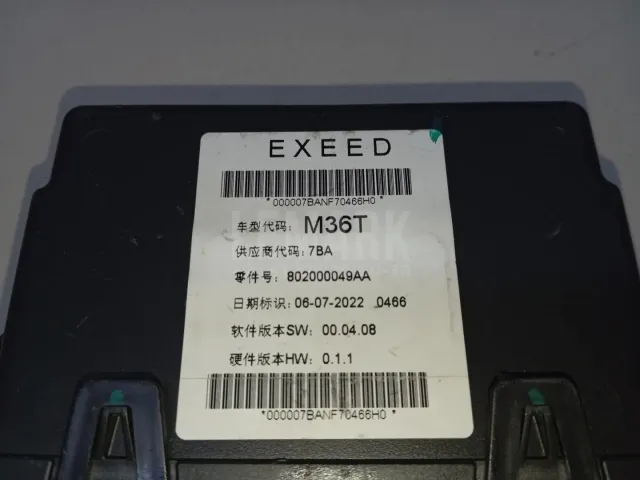 EXEED
*000007BANF70466H0*
车型代码: M36T
供应商代码: 7BA
零件号: 802000049AA
日期标识: 06-07-2022 0466
软件版本SW: 00.04.08
硬件版本HW: 0.1.1
*000007BANF70466H0*